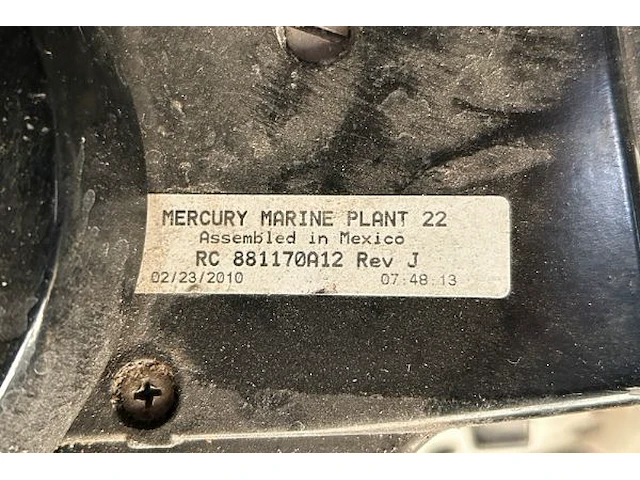 MERCURY MARINE PLANT 22
Assembled in Mexico
RC 881170A12 Rev J
02/23/2010 07:48:13